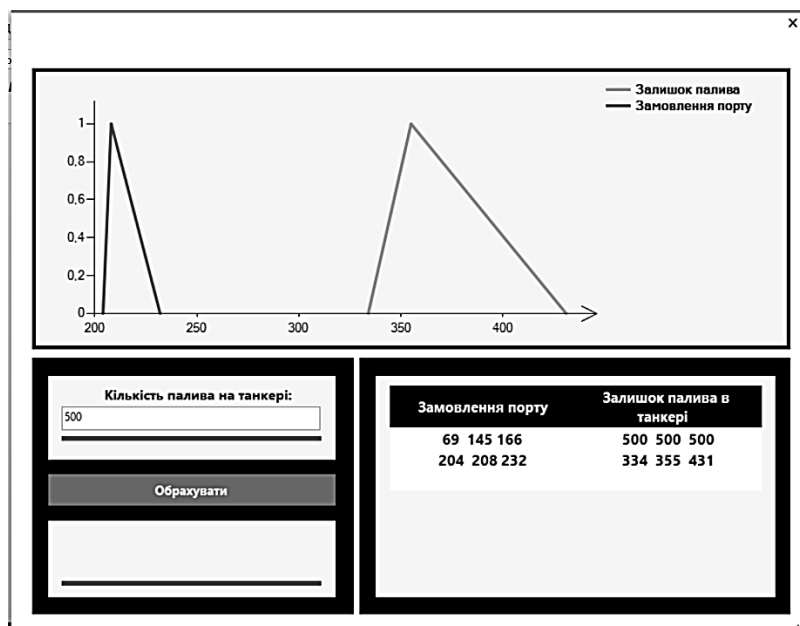 ×
Залишок палива
Замовлення порту
1
0,8
0,6
0,4
0,2
0
200 250 300 350 400
Кількість палива на танкері:
500
Обрахувати
Замовлення порту
Залишок палива в
танкері
69 145 166 500 500 500
204 208 232 334 355 431